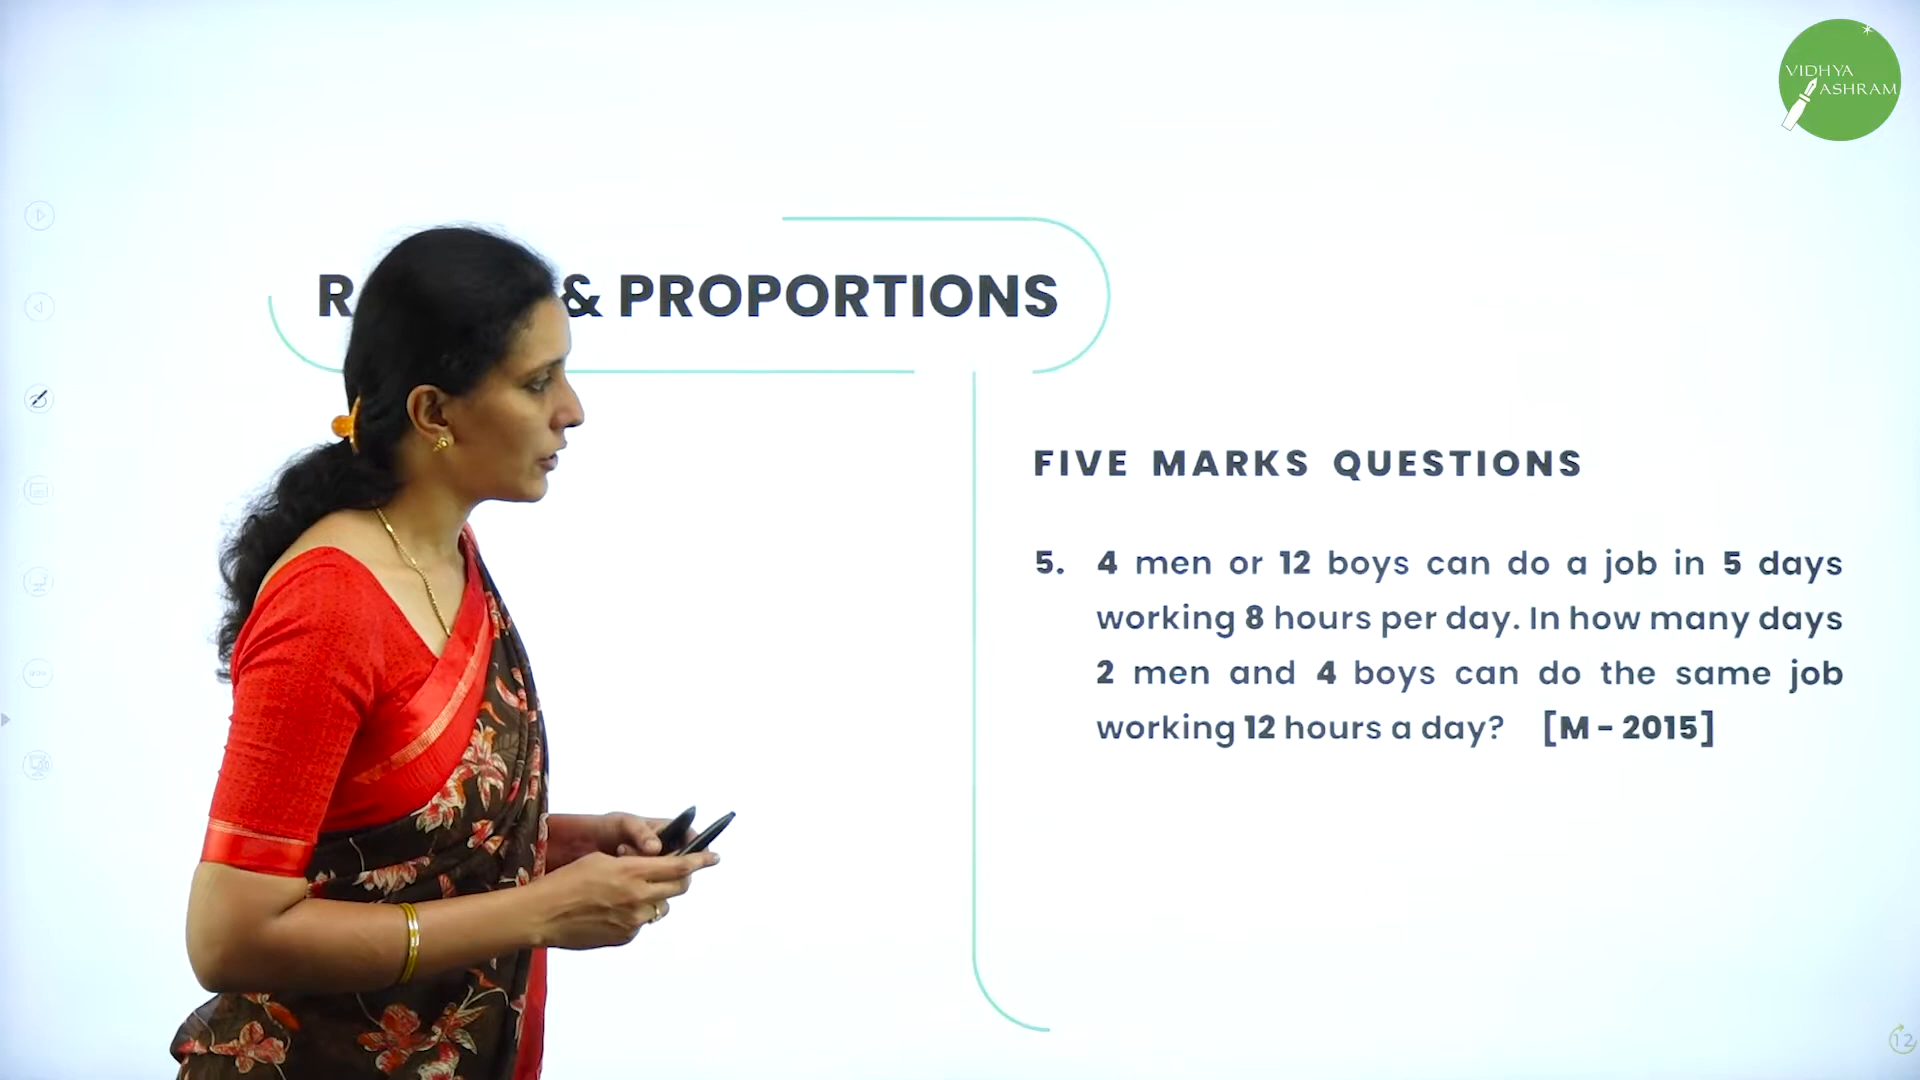 VIDHYA
ASHRAM
& PROPORTIONS
FIVE MARKS QUESTIONS
5. 4 men or 12 boys can do a job in 5 days
working 8 hours per day. In how many days
2 men and 4 boys can do the same job
working 12 hours a day? [M - 2015]
12